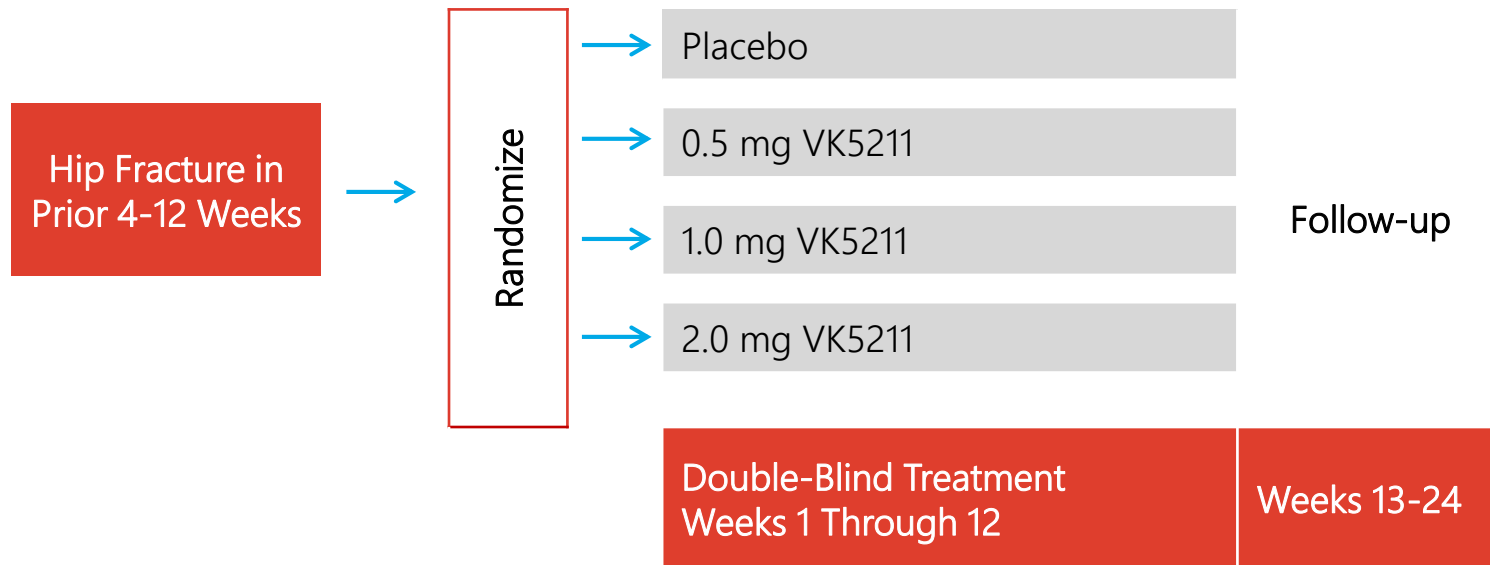 Hip Fracture in
Prior 4-12 Weeks
Randomize
Placebo
0.5 mg VK5211
1.0 mg VK5211
2.0 mg VK5211
Follow-up
Double-Blind Treatment
Weeks 1 Through 12
Weeks 13-24